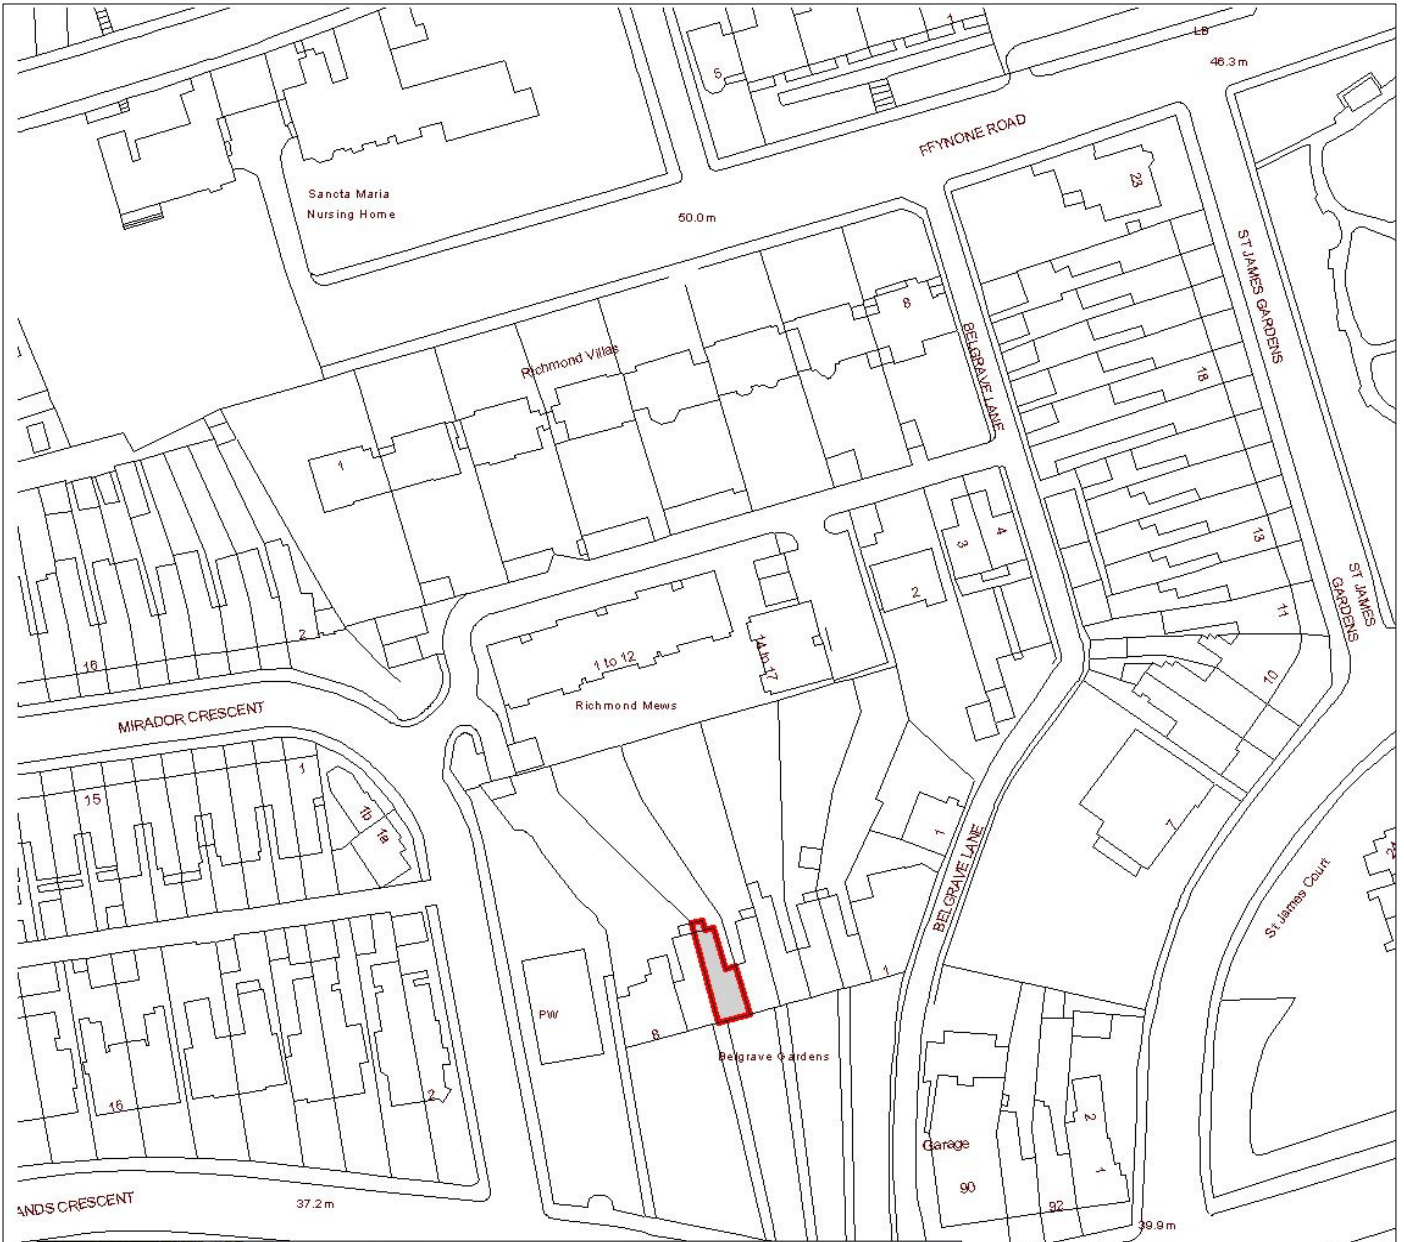 1
LB
46.3m
5
FFYNONE ROAD
23
Sancta Maria
Nursing Home
50.0m
ST JAMES GARDENS
8
Richmond Villas
BELGRAVE LANE
18
1
4
3
13
2
ST JAMES
GARDENS
11
2
16
1 to 12
14 to 17
10
Richmond Mews
MIRADOR CRESCENT
1
15
1b
1a
1
7
BELGRAVE LANE
St James Court
1
PW
8
Belgrave Gardens
2
16
2
Garage
1
90
92
ANDS CRESCENT
37.2m
39.9m